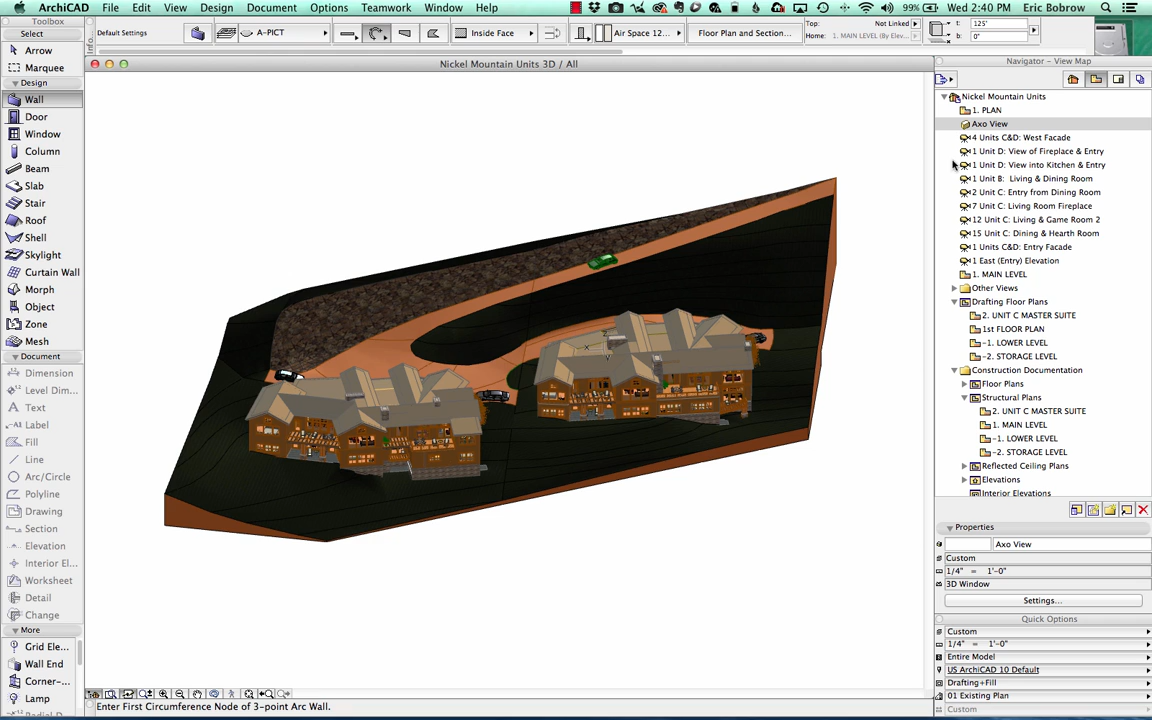 ArchiCAD File Edit View Design Document Options Teamwork Window Help 99% Wed 2:40 PM Eric Bobrow
Toolbox
Select
Arrow
Marquee
Design
Wall
Door
Window
Column
Beam
Slab
Stair
Roof
Shell
Skylight
Curtain Wall
Morph
Object
Zone
Mesh
Document
Dimension
Level Dim...
Text
Label
Fill
Line
Arc/Circle
Polyline
Drawing
Section
Elevation
Interior El...
Worksheet
Detail
Change
More
Grid Ele...
Wall End
Corner-...
Lamp
Default Settings
A-PICT
Inside Face
Air Space 12...
Floor Plan and Section...
Top: Not Linked
Home: 1. MAIN LEVEL (By Elev...
t: 125'
b: 0"
Nickel Mountain Units 3D / All
Navigator - View Map
Nickel Mountain Units
1. PLAN
Axo View
4 Units C&D: West Facade
1 Unit D: View of Fireplace & Entry
1 Unit D: View into Kitchen & Entry
1 Unit B: Living & Dining Room
2 Unit C: Entry from Dining Room
7 Unit C: Living Room Fireplace
12 Unit C: Living & Game Room 2
15 Unit C: Dining & Hearth Room
1 Units C&D: Entry Facade
1 East (Entry) Elevation
1. MAIN LEVEL
Other Views
Drafting Floor Plans
2. UNIT C MASTER SUITE
1st FLOOR PLAN
-1. LOWER LEVEL
-2. STORAGE LEVEL
Construction Documentation
Floor Plans
Structural Plans
2. UNIT C MASTER SUITE
1. MAIN LEVEL
-1. LOWER LEVEL
-2. STORAGE LEVEL
Reflected Ceiling Plans
Elevations
Interior Elevations
Properties
Axo View
Custom
1/4" = 1'-0"
3D Window
Settings...
Quick Options
Custom
1/4" = 1'-0"
Entire Model
US ArchiCAD 10 Default
Drafting+Fill
01 Existing Plan
Custom
Enter First Circumference Node of 3-point Arc Wall.